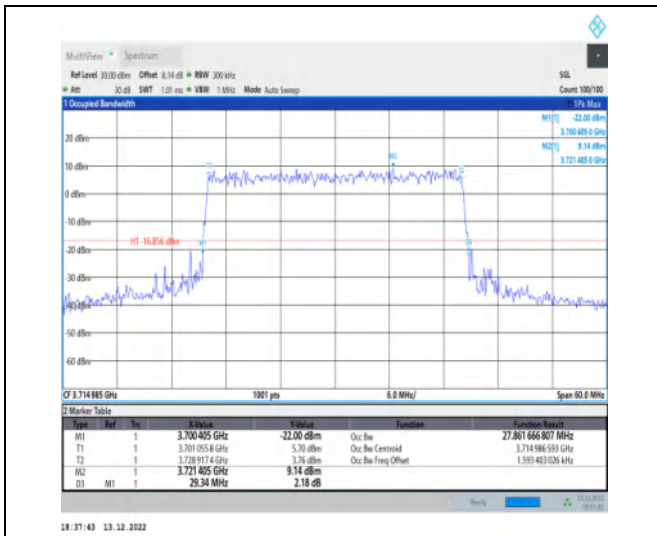 MultiView Spectrum
Ref Level 30.00 dBm Offset 8.14 dB RBW 300 kHz SGL
Att 30 dB SWT 1.01 ms VBW 1 MHz Mode Auto Sweep Count 100/100
1 Occupied Bandwidth 1Pk Max
M1[1] -22.00 dBm
3.700 405 0 GHz
M2[1] 9.14 dBm
3.721 405 0 GHz
20 dBm
M2
10 dBm
0 dBm
-10 dBm
H1 -16.856 dBm M1
-20 dBm
-30 dBm
-40 dBm
-50 dBm
-60 dBm
CF 3.714 985 GHz 1001 pts 6.0 MHz/ Span 60.0 MHz
2 Marker Table
Type Ref Trc X-Value Y-Value Function Function Result
M1 1 3.700 405 GHz -22.00 dBm Occ Bw 27.861 666 807 MHz
T1 1 3.701 055 8 GHz 5.70 dBm Occ Bw Centroid 3.714 986 593 GHz
T2 1 3.728 917 4 GHz 3.76 dBm Occ Bw Freq Offset 1.593 403 026 kHz
M2 1 3.721 405 GHz 9.14 dBm
D3 M1 1 29.34 MHz 2.18 dB
Ready
18:37:43 13.12.2022